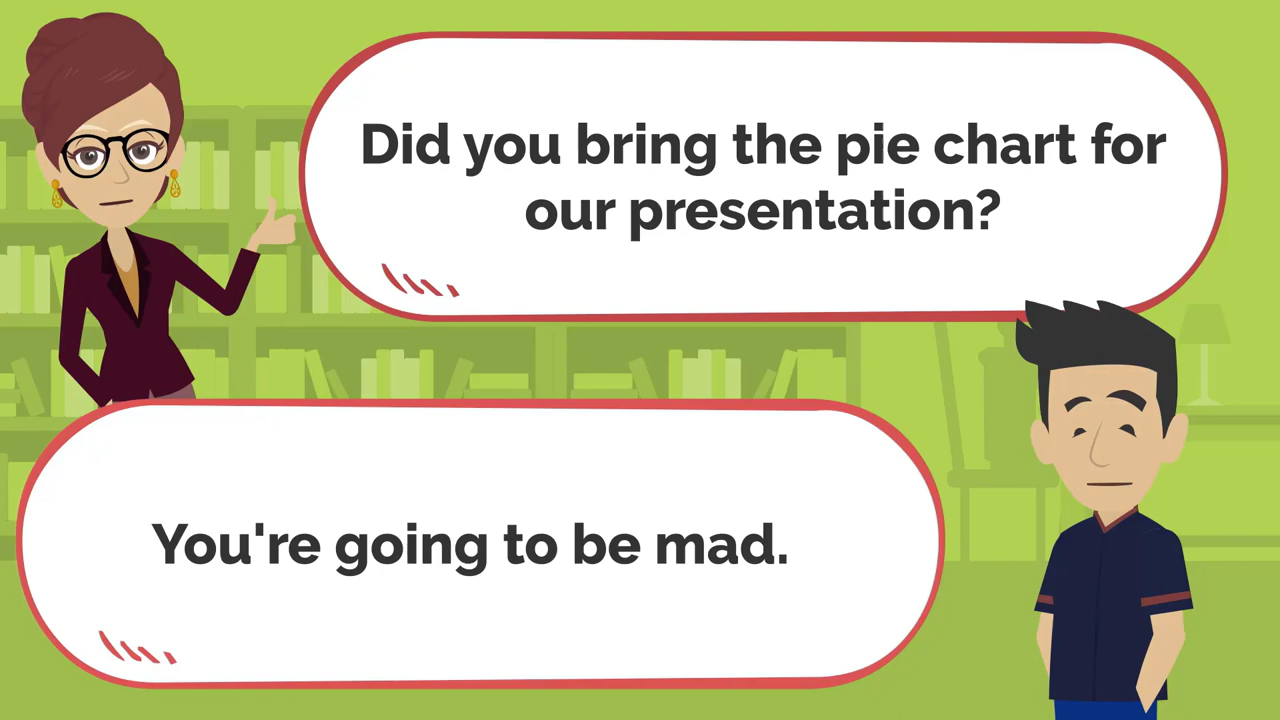 Did you bring the pie chart for
our presentation?
You're going to be mad.